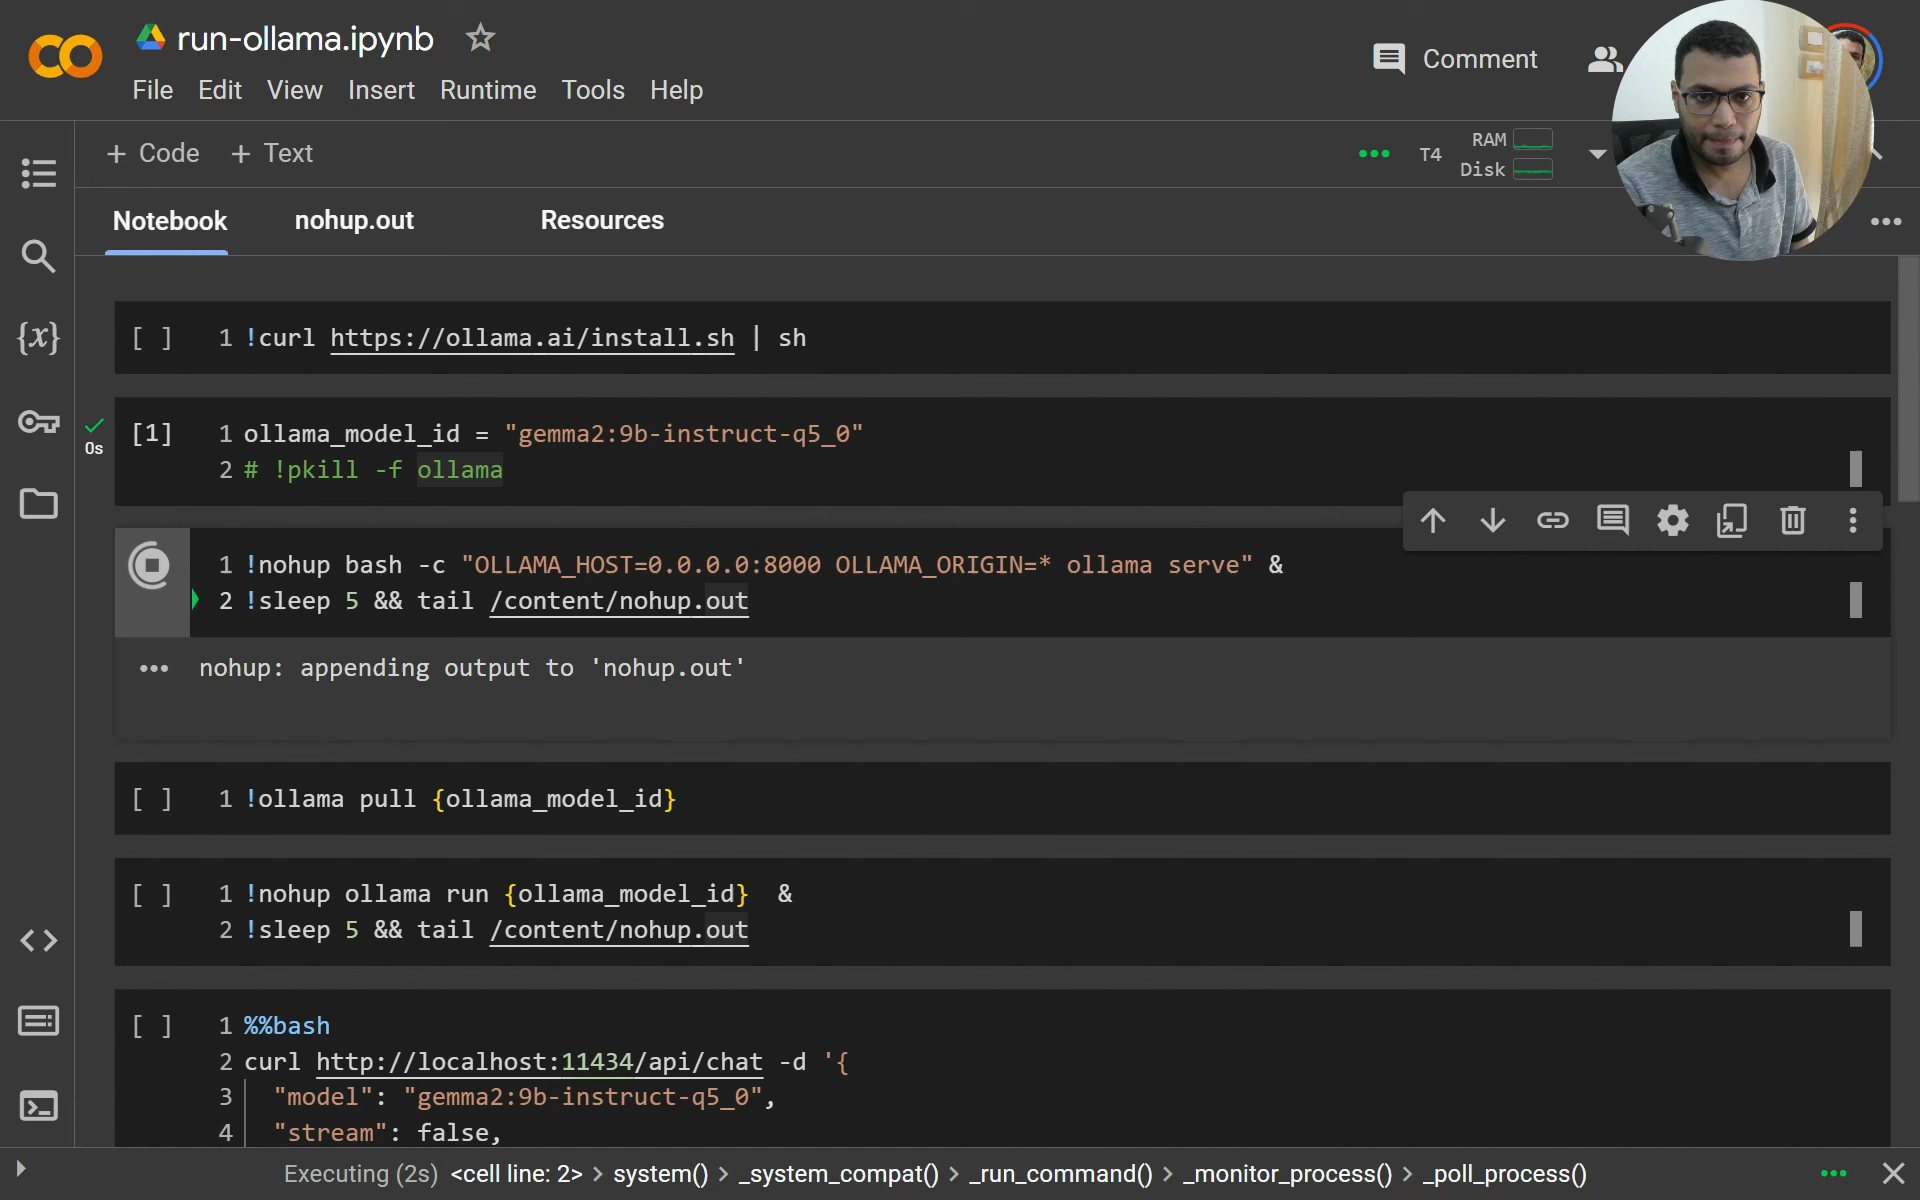 run-ollama.ipynb
File Edit View Insert Runtime Tools Help
Comment
+ Code + Text
T4
RAM
Disk
Notebook nohup.out Resources
[ ] 1 !curl https://ollama.ai/install.sh | sh
0s
[1] 1 ollama_model_id = "gemma2:9b-instruct-q5_0"
2 # !pkill -f ollama
1 !nohup bash -c "OLLAMA_HOST=0.0.0.0:8000 OLLAMA_ORIGIN=* ollama serve" &
2 !sleep 5 && tail /content/nohup.out
nohup: appending output to 'nohup.out'
[ ] 1 !ollama pull {ollama_model_id}
[ ] 1 !nohup ollama run {ollama_model_id}  &
2 !sleep 5 && tail /content/nohup.out
[ ] 1 %%bash
2 curl http://localhost:11434/api/chat -d '{
3   "model": "gemma2:9b-instruct-q5_0",
4   "stream": false,
Executing (2s) <cell line: 2> > system() > _system_compat() > _run_command() > _monitor_process() > _poll_process()